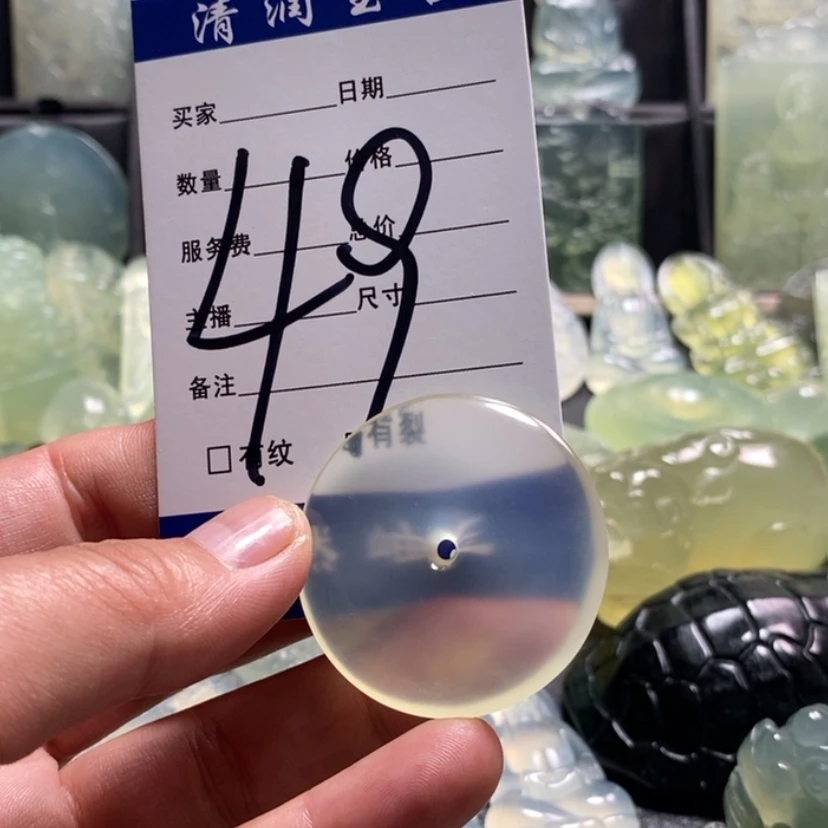 清润
买家 日期
数量 价格
服务费 总价
主播 尺寸
备注
□有纹 有裂
49